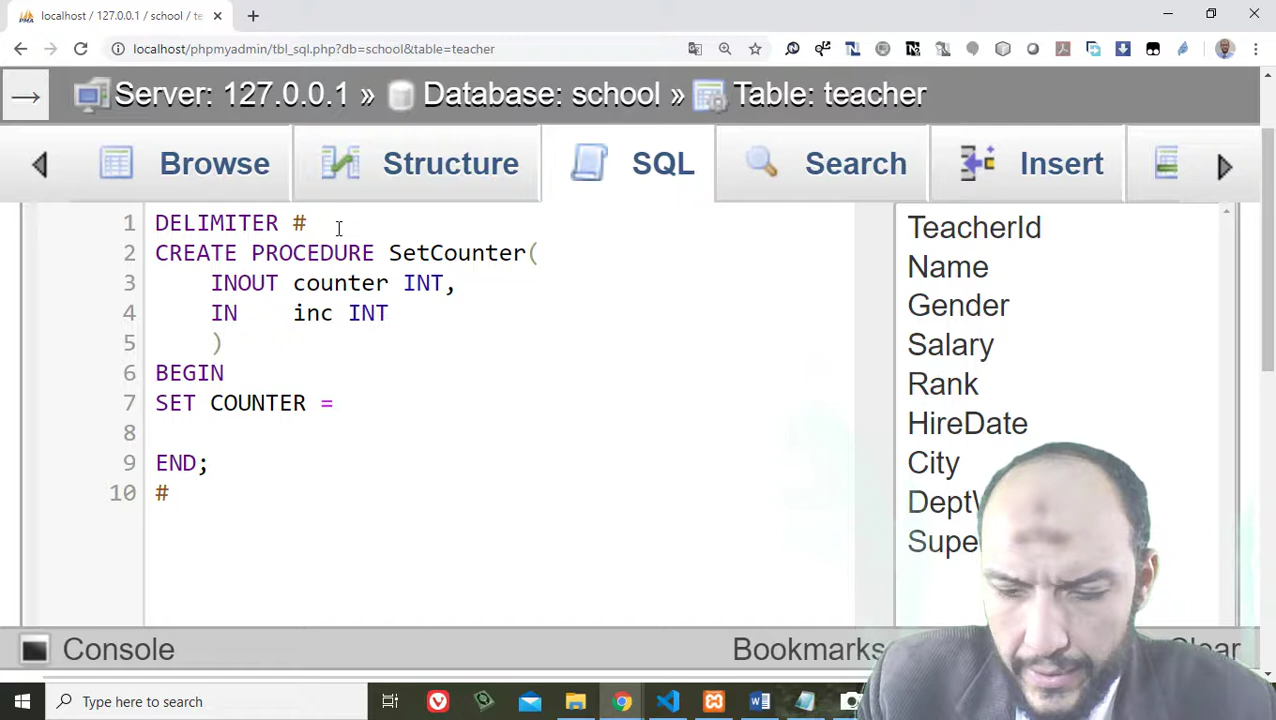 localhost / 127.0.0.1 / school / te
localhost/phpmyadmin/tbl_sql.php?db=school&table=teacher
Server: 127.0.0.1 » Database: school » Table: teacher
Browse Structure SQL Search Insert
1 DELIMITER #
2 CREATE PROCEDURE SetCounter(
3 INOUT counter INT,
4 IN inc INT
5 )
6 BEGIN
7 SET COUNTER =
8
9 END;
10 #
TeacherId
Name
Gender
Salary
Rank
HireDate
City
Dept
Supe
Console Bookmarks Clear
Type here to search